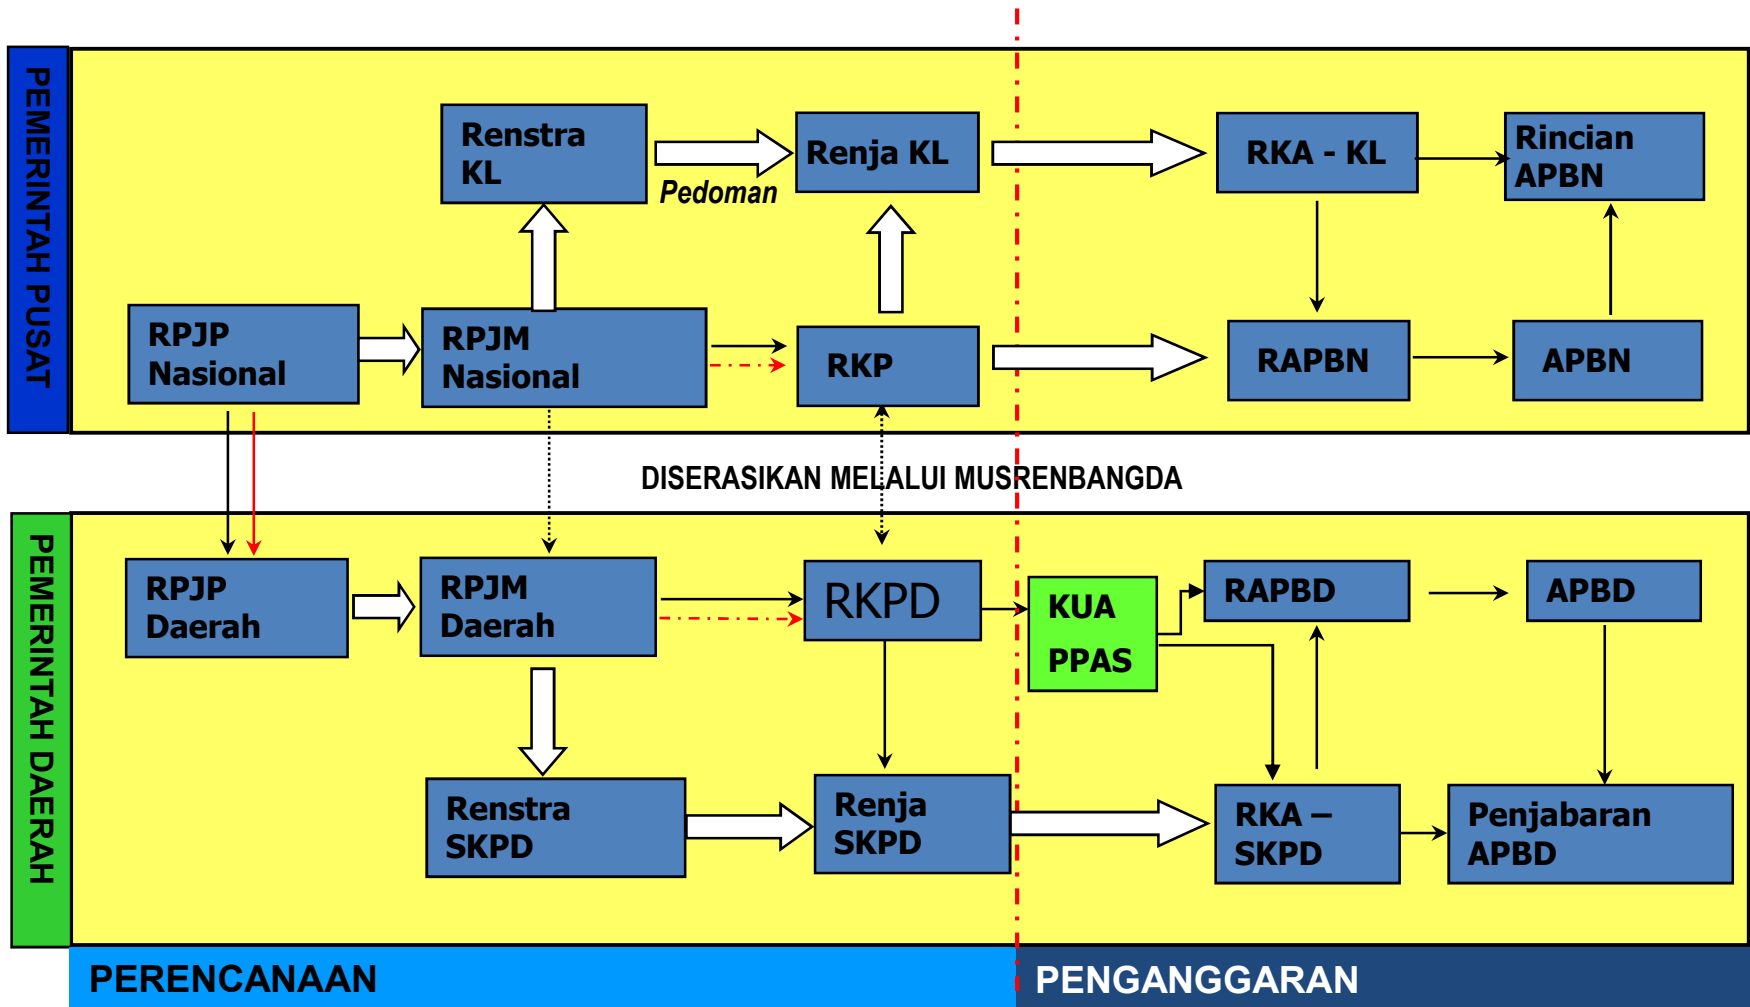 PEMERINTAH PUSAT
Renstra
KL
Pedoman
Renja KL
RKA - KL
Rincian
APBN
RPJP
Nasional
RPJM
Nasional
RKP
RAPBN
APBN
DISERASIKAN MELALUI MUSRENBANGDA
PEMERINTAH DAERAH
RPJP
Daerah
RPJM
Daerah
RKPD
KUA
PPAS
RAPBD
APBD
Renstra
SKPD
Renja
SKPD
RKA –
SKPD
Penjabaran
APBD
PERENCANAAN
PENGANGGARAN